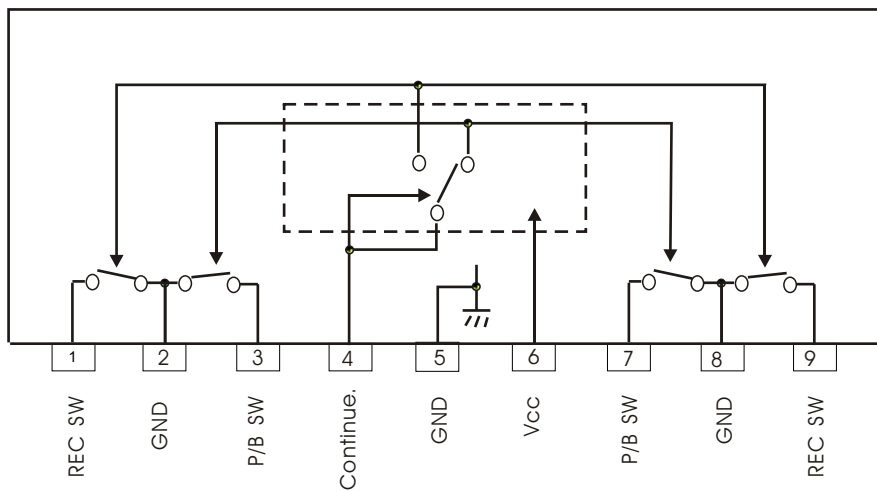 1 2 3 4 5 6 7 8 9
REC SW
GND
P/B SW
Continue.
GND
Vcc
P/B SW
GND
REC SW